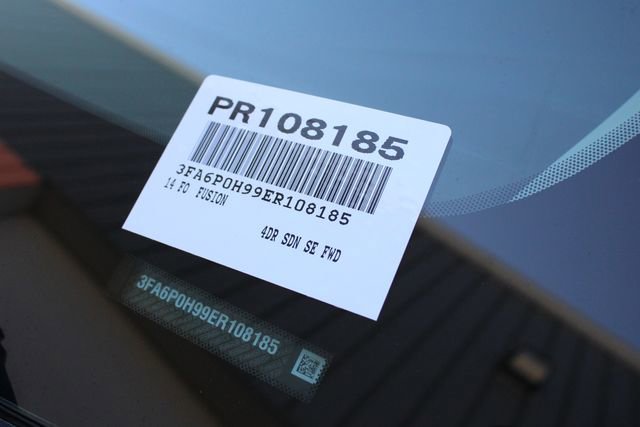 PR108185
3FA6P0H99ER108185
14 FO FUSION
4DR SDN SE FWD
3FA6P0H99ER108185